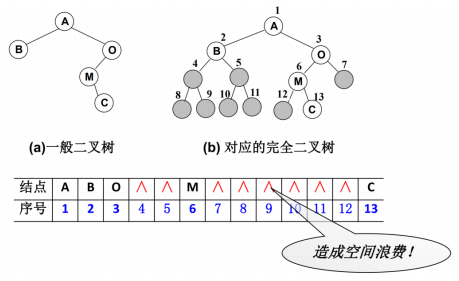 1
A
A
2
3
B
O
B
O
4
5
6
7
M
M
8
9
10
11
12
13
C
C
(a)一般二叉树
(b) 对应的完全二叉树
结点 A B O ∧ ∧ M ∧ ∧ ∧ ∧ ∧ ∧ C
序号 1 2 3 4 5 6 7 8 9 10 11 12 13
造成空间浪费！